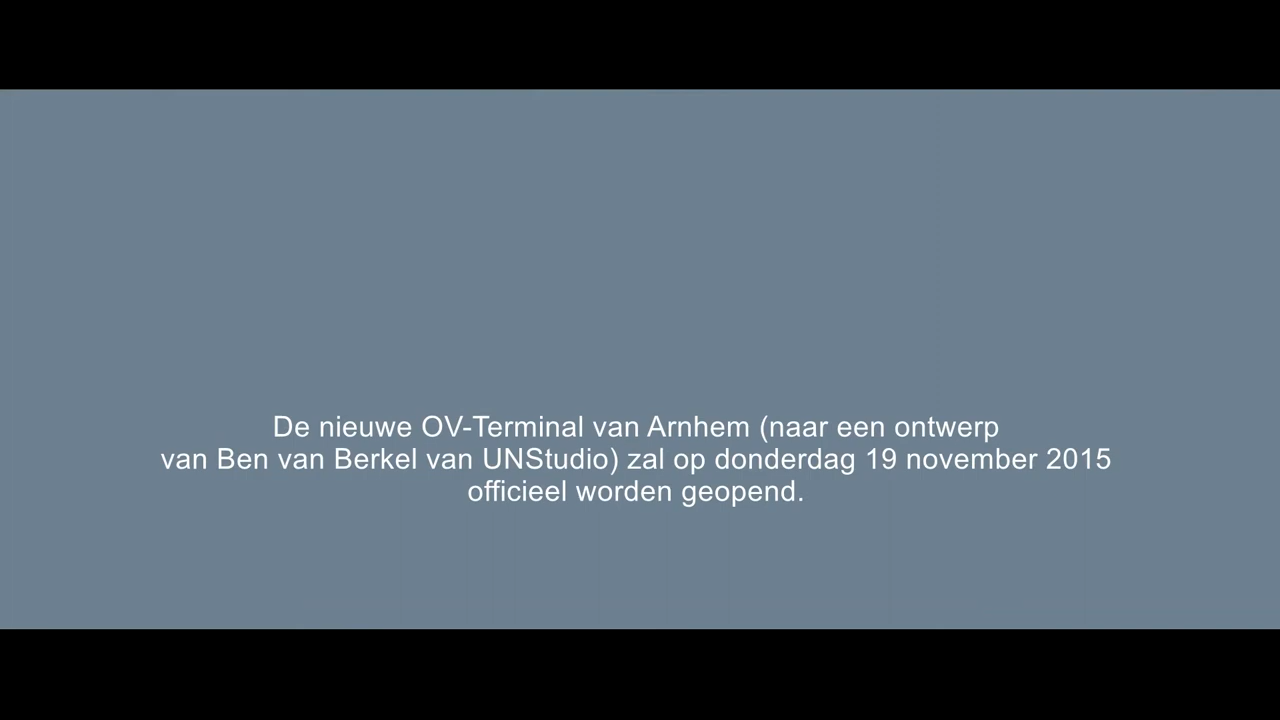 De nieuwe OV-Terminal van Arnhem (naar een ontwerp
van Ben van Berkel van UNStudio) zal op donderdag 19 november 2015
officieel worden geopend.